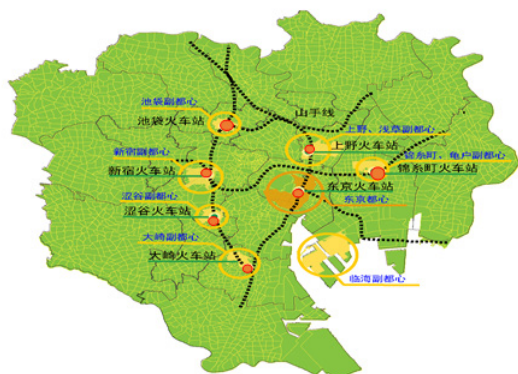 池袋副都心
池袋火车站
山手线
上野、浅草副都心
上野火车站
新宿副都心
新宿火车站
锦糸町、龟户副都心
锦糸町火车站
东京火车站
东京都心
涩谷副都心
涩谷火车站
大崎副都心
大崎火车站
临海副都心